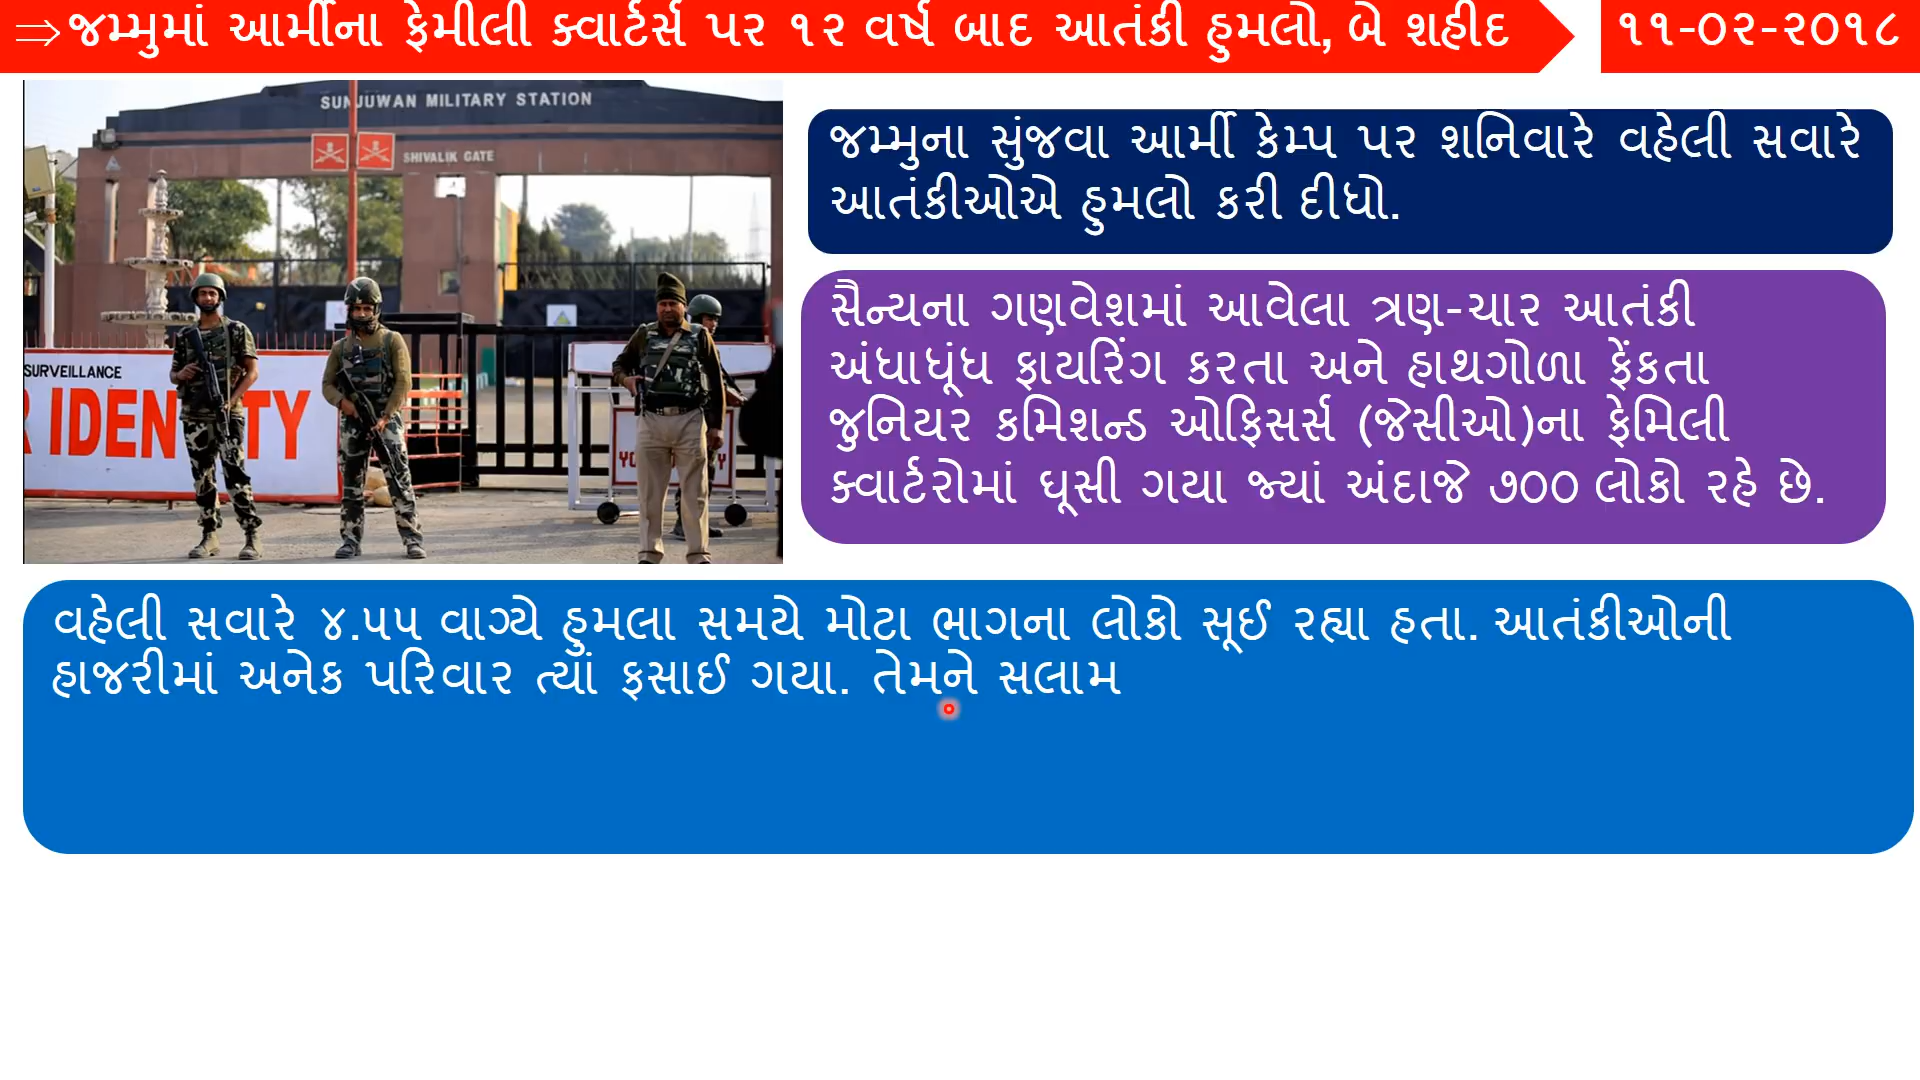 ⇒જમ્મુમાં આર્મીના ફેમીલી ક્વાર્ટર્સ પર ૧૨ વર્ષ બાદ આતંકી હુમલો, બે શહીદ
૧૧-૦૨-૨૦૧૮
SUNJUWAN MILITARY STATION
SHIVALIK GATE
SURVEILLANCE
R IDENTITY
જમ્મુના સુંજવા આર્મી કેમ્પ પર શનિવારે વહેલી સવારે
આતંકીઓએ હુમલો કરી દીધો.
સૈન્યના ગણવેશમાં આવેલા ત્રણ-ચાર આતંકી
અંધાધૂંધ ફાયરિંગ કરતા અને હાથગોળા ફેંકતા
જુનિયર કમિશન્ડ ઓફિસર્સ (જેસીઓ)ના ફેમિલી
ક્વાર્ટરોમાં ઘૂસી ગયા જ્યાં અંદાજે ૭૦૦ લોકો રહે છે.
વહેલી સવારે ૪.૫૫ વાગ્યે હુમલા સમયે મોટા ભાગના લોકો સૂઈ રહ્યા હતા. આતંકીઓની
હાજરીમાં અનેક પરિવાર ત્યાં ફસાઈ ગયા. તેમને સલામ